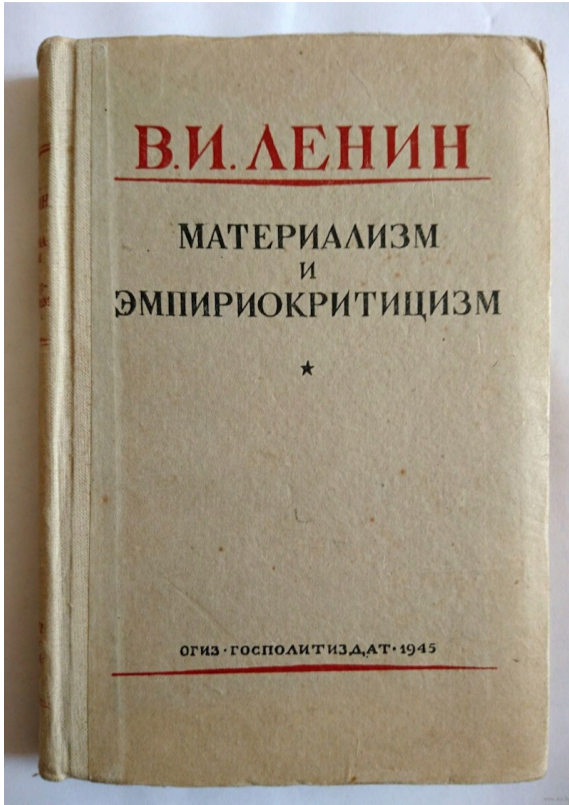 В.И. ЛЕНИН
МАТЕРИАЛИЗМ
И
ЭМПИРИОКРИТИЦИЗМ
ОГИЗ·ГОСПОЛИТИЗДАТ·1945